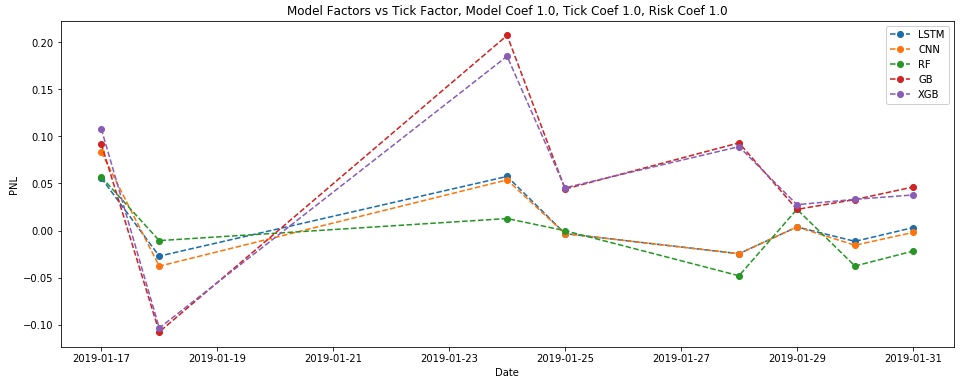 Model Factors vs Tick Factor, Model Coef 1.0, Tick Coef 1.0, Risk Coef 1.0
LSTM
CNN
RF
GB
XGB
PNL
0.20
0.15
0.10
0.05
0.00
−0.05
−0.10
2019-01-17 2019-01-19 2019-01-21 2019-01-23 2019-01-25 2019-01-27 2019-01-29 2019-01-31
Date